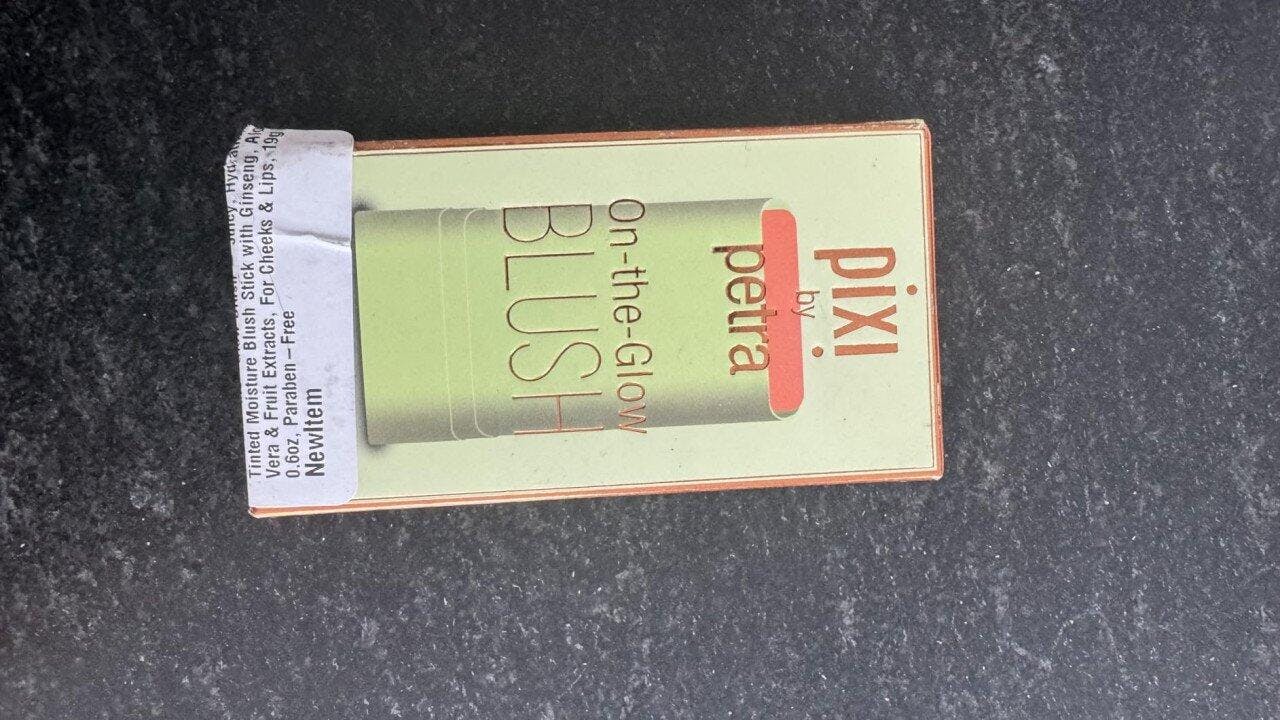 pixi
by
petra
On-the-Glow
BLUSH
Tinted Moisture Blush Stick with Ginseng,
Vera & Fruit Extracts, For Cheeks & Lips, 19g
0.6oz, Paraben–Free
NewItem